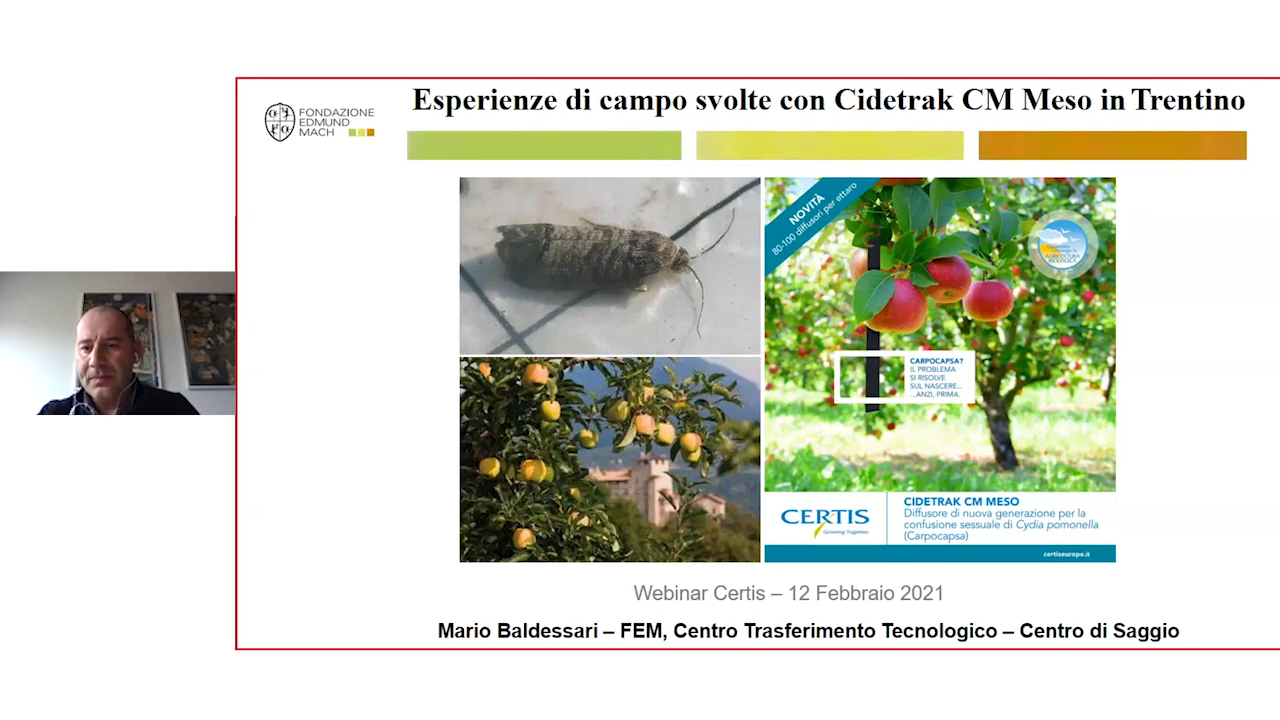 Esperienze di campo svolte con Cidetrak CM Meso in Trentino
FONDAZIONE
EDMUND
MACH
NOVITÀ
80-100 diffusori per ettaro
AGRICOLTURA
BIOLOGICA
CARPOCAPSA?
IL PROBLEMA
SI RISOLVE
SUL NASCERE...
...ANZI, PRIMA.
CERTIS
Growing Together
CIDETRAK CM MESO
Diffusore di nuova generazione per la
confusione sessuale di Cydia pomonella
(Carpocapsa)
certiseurope.it
Webinar Certis – 12 Febbraio 2021
Mario Baldessari – FEM, Centro Trasferimento Tecnologico – Centro di Saggio